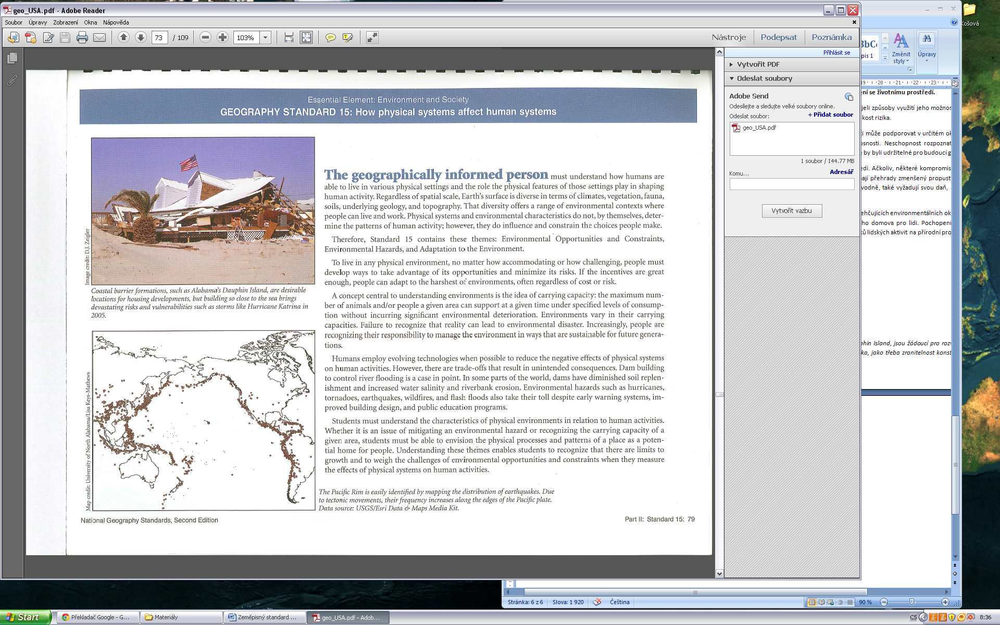 geo_USA.pdf - Adobe Reader
Soubor Úpravy Zobrazení Okna Nápověda
73 / 109 103% Nástroje Podepsat Poznámka
Přihlásit se
Vytvořit PDF
Odeslat soubory
Adobe Send
Odesílejte a sledujte velké soubory online.
Odeslat soubor: + Přidat soubor
geo_USA.pdf
1 soubor / 144.77 MB
Komu... Adresář
Vytvořit vazbu
Essential Element: Environment and Society
GEOGRAPHY STANDARD 15: How physical systems affect human systems
Image credit: D.J. Zeigler
Coastal barrier formations, such as Alabama's Dauphin Island, are desirable
locations for housing developments, but building so close to the sea brings
devastating risks and vulnerabilities such as storms like Hurricane Katrina in
2005.
Map credit: University of North Alabama/Lisa Keys-Mathews
The geographically informed person must understand how humans are
able to live in various physical settings and the role the physical features of those settings play in shaping
human activity. Regardless of spatial scale, Earth's surface is diverse in terms of climates, vegetation, fauna,
soils, underlying geology, and topography. That diversity offers a range of environmental contexts where
people can live and work. Physical systems and environmental characteristics do not, by themselves, deter-
mine the patterns of human activity; however, they do influence and constrain the choices people make.
Therefore, Standard 15 contains these themes: Environmental Opportunities and Constraints,
Environmental Hazards, and Adaptation to the Environment.
To live in any physical environment, no matter how accommodating or how challenging, people must
develop ways to take advantage of its opportunities and minimize its risks. If the incentives are great
enough, people can adapt to the harshest of environments, often regardless of cost or risk.
A concept central to understanding environments is the idea of carrying capacity: the maximum num-
ber of animals and/or people a given area can support at a given time under specified levels of consump-
tion without incurring significant environmental deterioration. Environments vary in their carrying
capacities. Failure to recognize that reality can lead to environmental disaster. Increasingly, people are
recognizing their responsibility to manage the environment in ways that are sustainable for future genera-
tions.
Humans employ evolving technologies when possible to reduce the negative effects of physical systems
on human activities. However, there are trade-offs that result in unintended consequences. Dam building
to control river flooding is a case in point. In some parts of the world, dams have diminished soil replen-
ishment and increased water salinity and riverbank erosion. Environmental hazards such as hurricanes,
tornadoes, earthquakes, wildfires, and flash floods also take their toll despite early warning systems, im-
proved building design, and public education programs.
Students must understand the characteristics of physical environments in relation to human activities.
Whether it is an issue of mitigating an environmental hazard or recognizing the carrying capacity of a
given area, students must be able to envision the physical processes and patterns of a place as a poten-
tial home for people. Understanding these themes enables students to recognize that there are limits to
growth and to weigh the challenges of environmental opportunities and constraints when they measure
the effects of physical systems on human activities.
The Pacific Rim is easily identified by mapping the distribution of earthquakes. Due
to tectonic movements, their frequency increases along the edges of the Pacific plate.
Data source: USGS/Esri Data & Maps Media Kit.
National Geography Standards, Second Edition
Part II: Standard 15: 79
Košová
pis 1
Změnit
styly
Úpravy
19 20 21 22 23
ení se životnímu prostředí.
jeli způsoby využití jeho možnos
kost rizika.
i může podporovat v určitém ok
osnosti. Neschopnost rozpoznat
by byli udržitelné pro budoucí g
edí. Ačkoliv, některé kompromis
ají přehrady zmenšený propust
vodně, také vyžadují svou daň,
ehčujících environmentálních ok
ho domova pro lidi. Pochopení
ků lidských aktivit na přírodní pro
phin Island, jsou žádoucí pro rozv
ka, jako třeba zranitelnost konst
Stránka: 6 z 6 Slova: 1 920 Čeština 90 %
Start Překladač Google - G... Materiály Zeměpisný standard ... geo_USA.pdf - Adob... CS 8:36